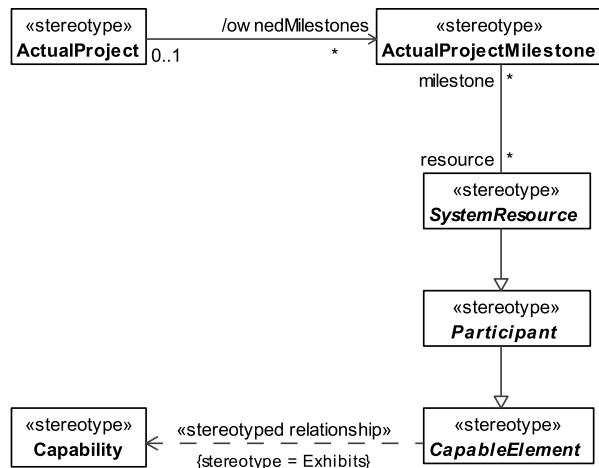 «stereotype»
ActualProject
/ow nedMilestones
0..1
*
«stereotype»
ActualProjectMilestone
milestone *
resource *
«stereotype»
SystemResource
«stereotype»
Participant
«stereotype»
Capability
«stereotyped relationship»
{stereotype = Exhibits}
«stereotype»
CapableElement